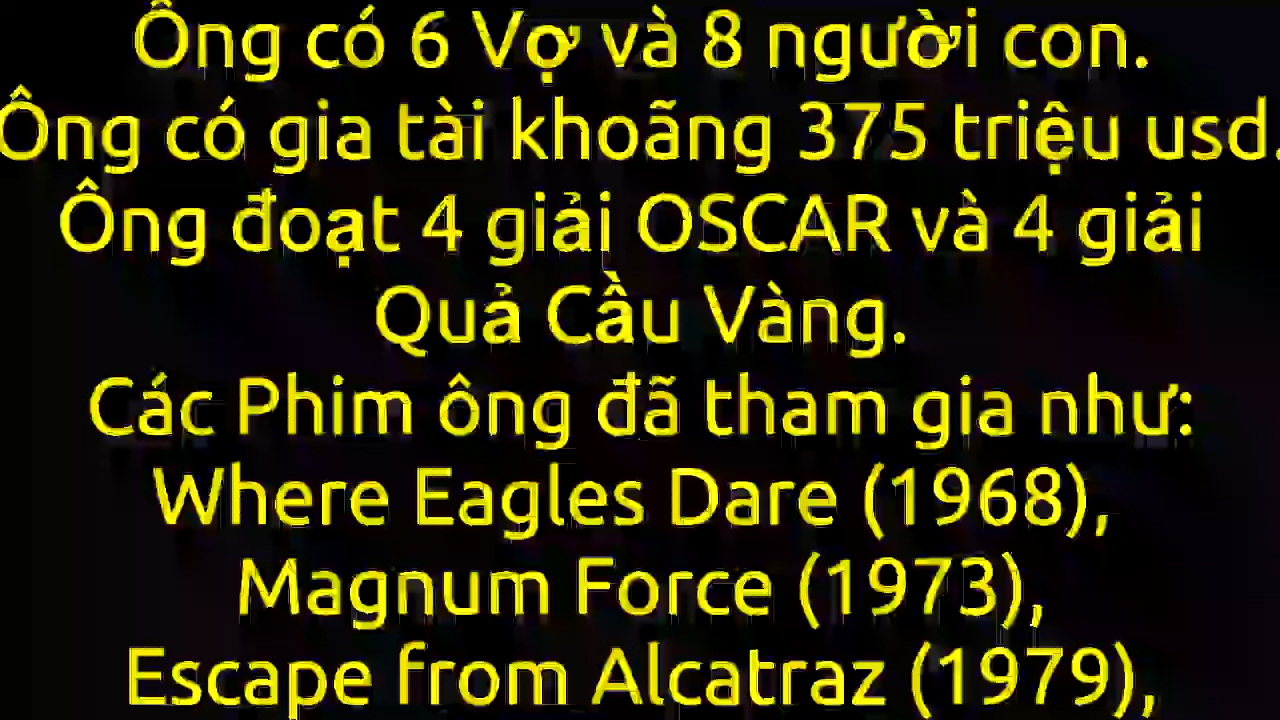 Ông có 6 Vợ và 8 người con.
Ông có gia tài khoãng 375 triệu usd.
Ông đoạt 4 giải OSCAR và 4 giải
Quả Cầu Vàng.
Các Phim ông đã tham gia như:
Where Eagles Dare (1968),
Magnum Force (1973),
Escape from Alcatraz (1979),